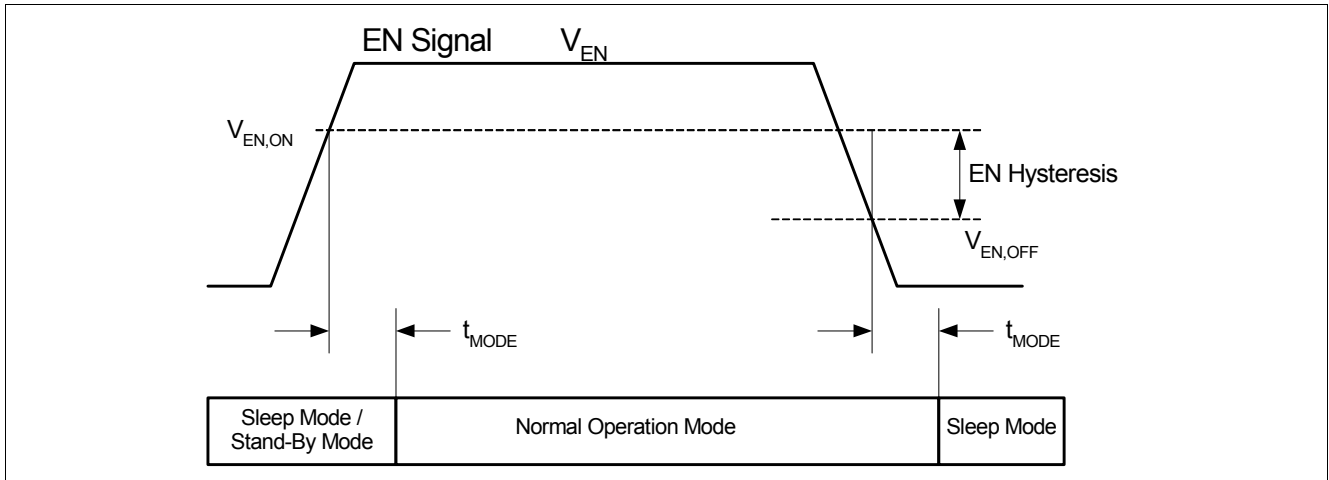 EN Signal V_EN
V_EN,ON
EN Hysteresis
V_EN,OFF
t_MODE
t_MODE
Sleep Mode /
Stand-By Mode
Normal Operation Mode
Sleep Mode